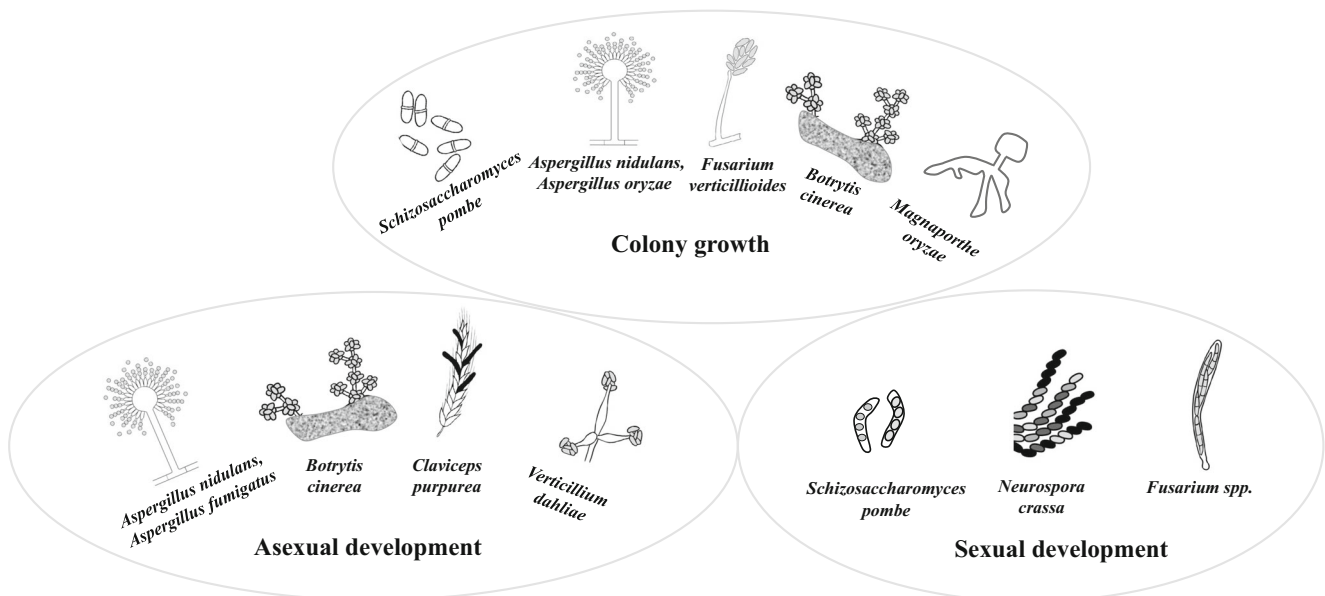 Schizosaccharomyces
pombe
Aspergillus nidulans,
Aspergillus oryzae
Fusarium
verticillioides
Botrytis
cinerea
Magnaporthe
oryzae
Colony growth
Aspergillus nidulans,
Aspergillus fumigatus
Botrytis
cinerea
Claviceps
purpurea
Verticillium
dahliae
Asexual development
Schizosaccharomyces
pombe
Neurospora
crassa
Fusarium spp.
Sexual development